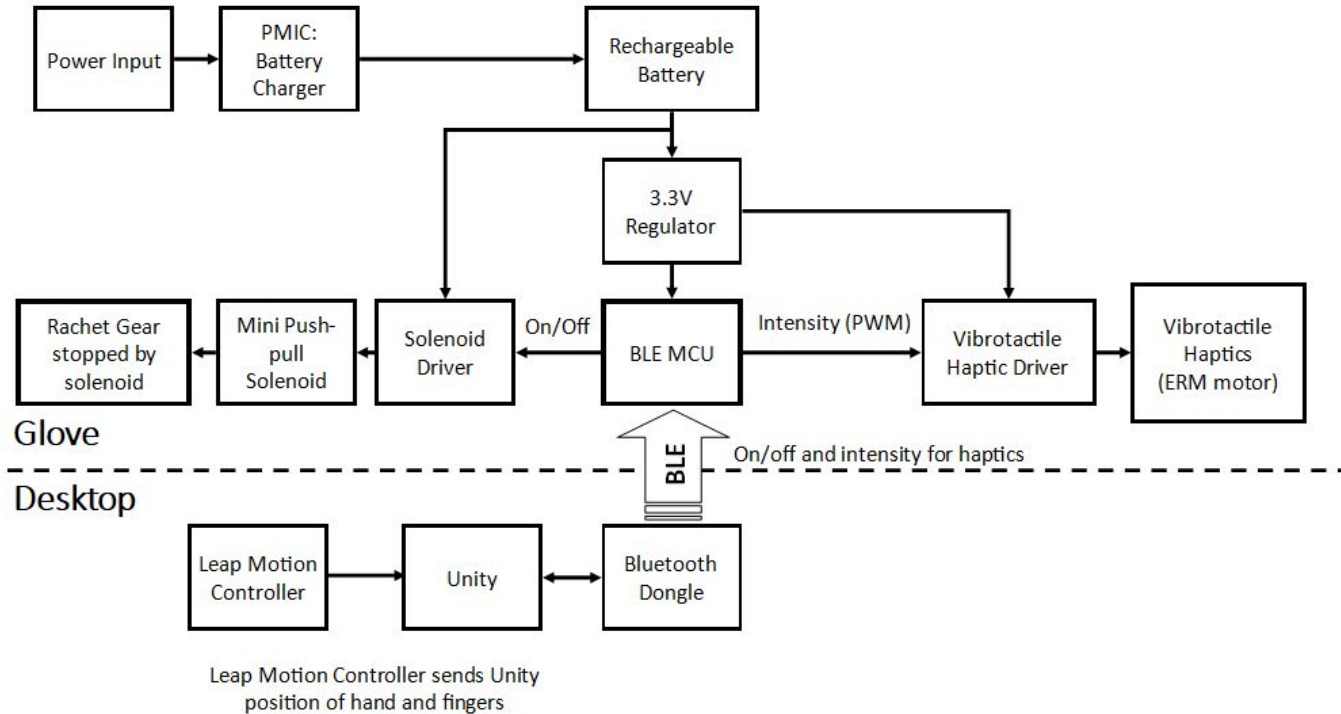 Power Input
PMIC:
Battery
Charger
Rechargeable
Battery
3.3V
Regulator
Rachet Gear
stopped by
solenoid
Mini Push-
pull
Solenoid
Solenoid
Driver
On/Off
BLE MCU
Intensity (PWM)
Vibrotactile
Haptic Driver
Vibrotactile
Haptics
(ERM motor)
Glove
BLE
On/off and intensity for haptics
Desktop
Leap Motion
Controller
Unity
Bluetooth
Dongle
Leap Motion Controller sends Unity
position of hand and fingers